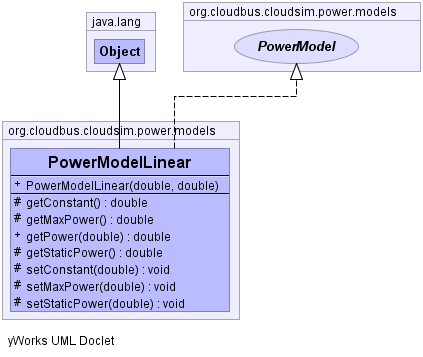 java.lang
Object
org.cloudbus.cloudsim.power.models
PowerModel
org.cloudbus.cloudsim.power.models
PowerModelLinear
+ PowerModelLinear(double, double)
# getConstant() : double
# getMaxPower() : double
+ getPower(double) : double
# getStaticPower() : double
# setConstant(double) : void
# setMaxPower(double) : void
# setStaticPower(double) : void
yWorks UML Doclet